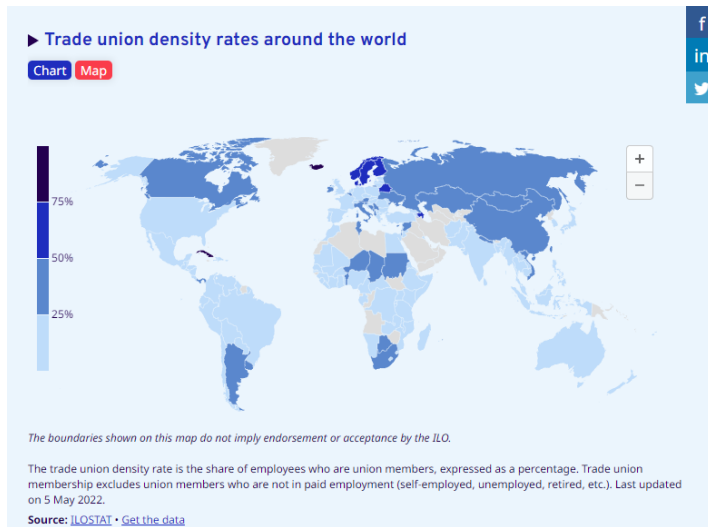 Trade union density rates around the world
Chart Map
f
in
+
−
75%
50%
25%
The boundaries shown on this map do not imply endorsement or acceptance by the ILO.
The trade union density rate is the share of employees who are union members, expressed as a percentage. Trade union
membership excludes union members who are not in paid employment (self-employed, unemployed, retired, etc.). Last updated
on 5 May 2022.
Source: ILOSTAT • Get the data